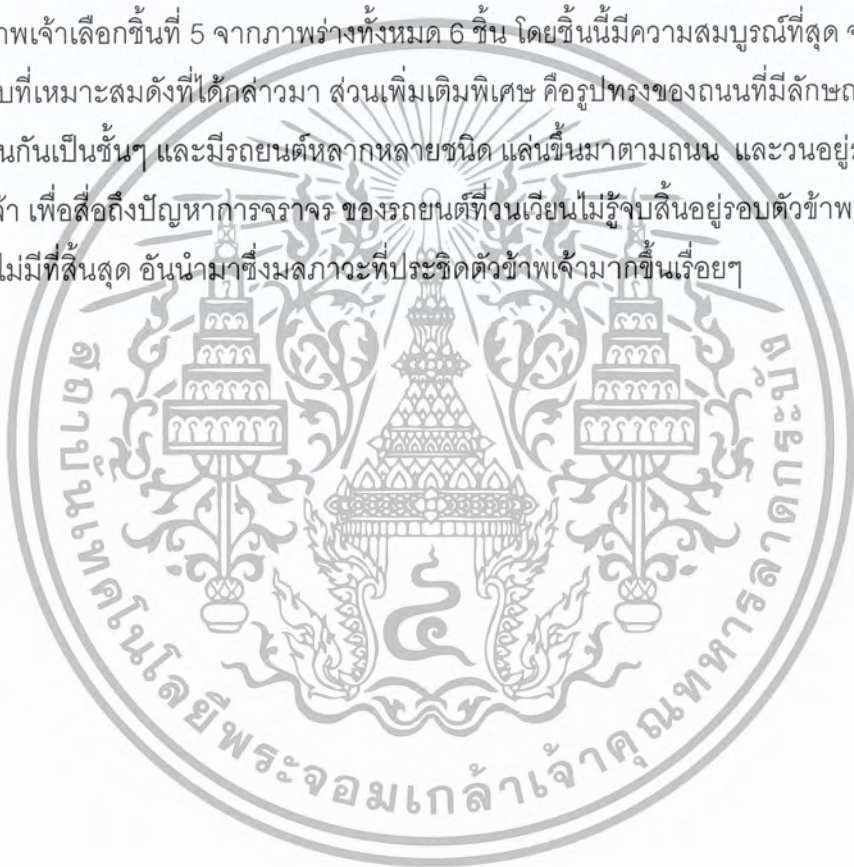 าพเจ้าเลือกชิ้นที่ 5 จากภาพร่างทั้งหมด 6 ชิ้น โดยชิ้นนี้มีความสมบูรณ์ที่สุด
บที่เหมาะสมดังที่ได้กล่าวมา ส่วนเพิ่มเติมพิเศษ คือรูปทรงของถนนที่มีลักษณ
นกันเป็นชั้นๆ และมีรถยนต์หลากหลายชนิด แล่นขึ้นมาตามถนน และวนอยู่ร
ล้า เพื่อสื่อถึงปัญหาการจราจร ของรถยนต์ที่วนเวียนไม่รู้จบสิ้นอยู่รอบตัวข้าพ
ไม่มีที่สิ้นสุด อันนำมาซึ่งมลภาวะที่ประชิดตัวข้าพเจ้ามากขึ้นเรื่อยๆ
สถาบันเทคโนโลยีพระจอมเกล้าเจ้าคุณทหารลาดกระบัง
๔